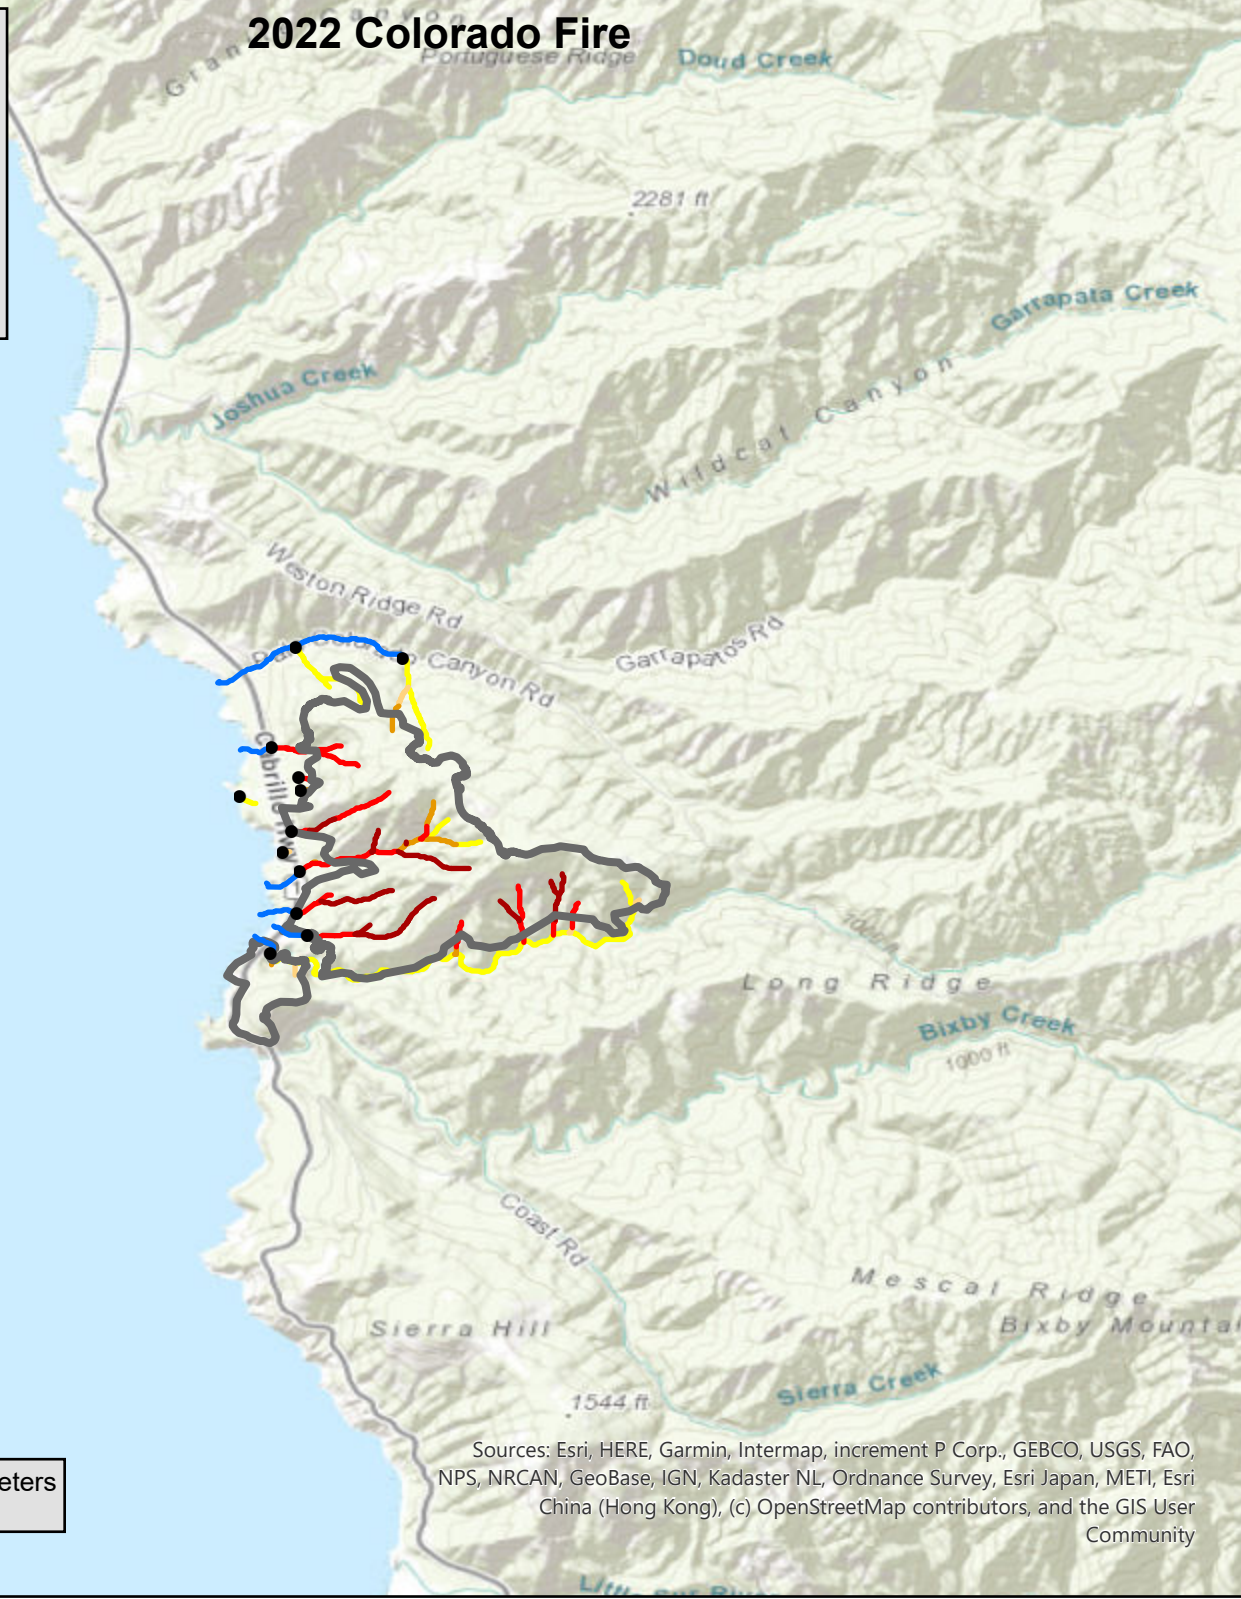 2022 Colorado Fire
Canyon
Portuguese Ridge
Doud Creek
2281 ft
Garrapata Creek
Joshua Creek
Wildcat Canyon
Weston Ridge Rd
Garrapatos Rd
Canyon Rd
Long Ridge
Bixby Creek
1000 ft
Coast Rd
Mescal Ridge
Sierra Hill
Bixby Mounta
Sierra Creek
1544 ft
Sources: Esri, HERE, Garmin, Intermap, increment P Corp., GEBCO, USGS, FAO,
NPS, NRCAN, GeoBase, IGN, Kadaster NL, Ordnance Survey, Esri Japan, METI, Esri
China (Hong Kong), (c) OpenStreetMap contributors, and the GIS User
Community
eters